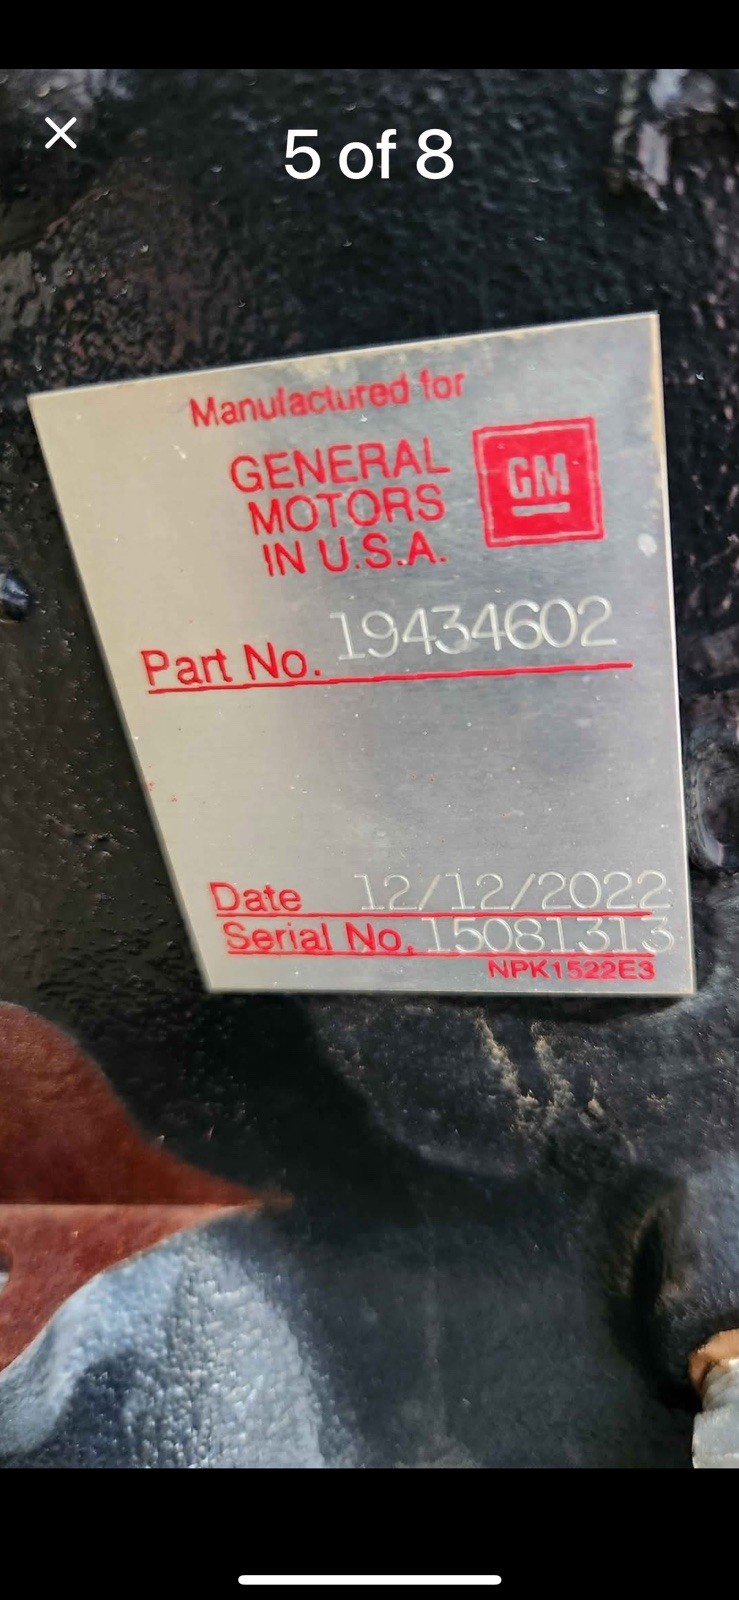 5 of 8
Manufactured for
GENERAL
MOTORS
IN U.S.A.
GM
Part No. 19434602
Date 12/12/2022
Serial No. 15081313
NPK1522E3